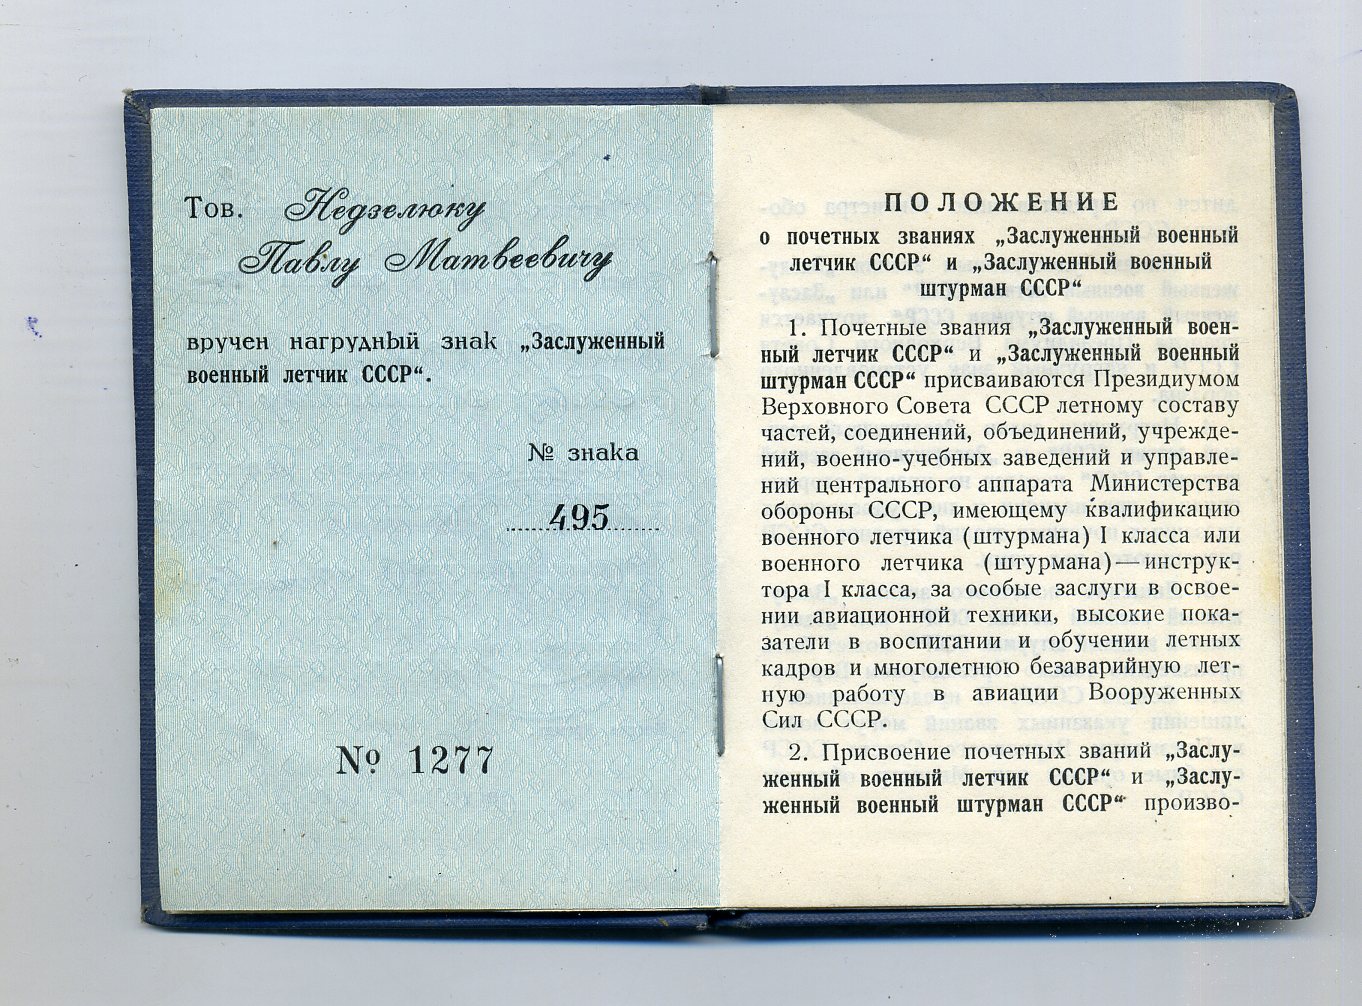 Тов. Недзелюку
Павлу Матвеевичу
вручен нагрудный знак „Заслуженный
военный летчик СССР“.
№ знака
495
№ 1277
ПОЛОЖЕНИЕ
о почетных званиях „Заслуженный военный
летчик СССР“ и „Заслуженный военный
штурман СССР“
1. Почетные звания „Заслуженный воен-
ный летчик СССР“ и „Заслуженный военный
штурман СССР“ присваиваются Президиумом
Верховного Совета СССР летному составу
частей, соединений, объединений, учрежде-
ний, военно-учебных заведений и управле-
ний центрального аппарата Министерства
обороны СССР, имеющему квалификацию
военного летчика (штурмана) I класса или
военного летчика (штурмана)—инструк-
тора I класса, за особые заслуги в освое-
нии авиационной техники, высокие пока-
затели в воспитании и обучении летных
кадров и многолетнюю безаварийную лет-
ную работу в авиации Вооруженных
Сил СССР.
2. Присвоение почетных званий „Заслу-
женный военный летчик СССР“ и „Заслу-
женный военный штурман СССР“ произво-